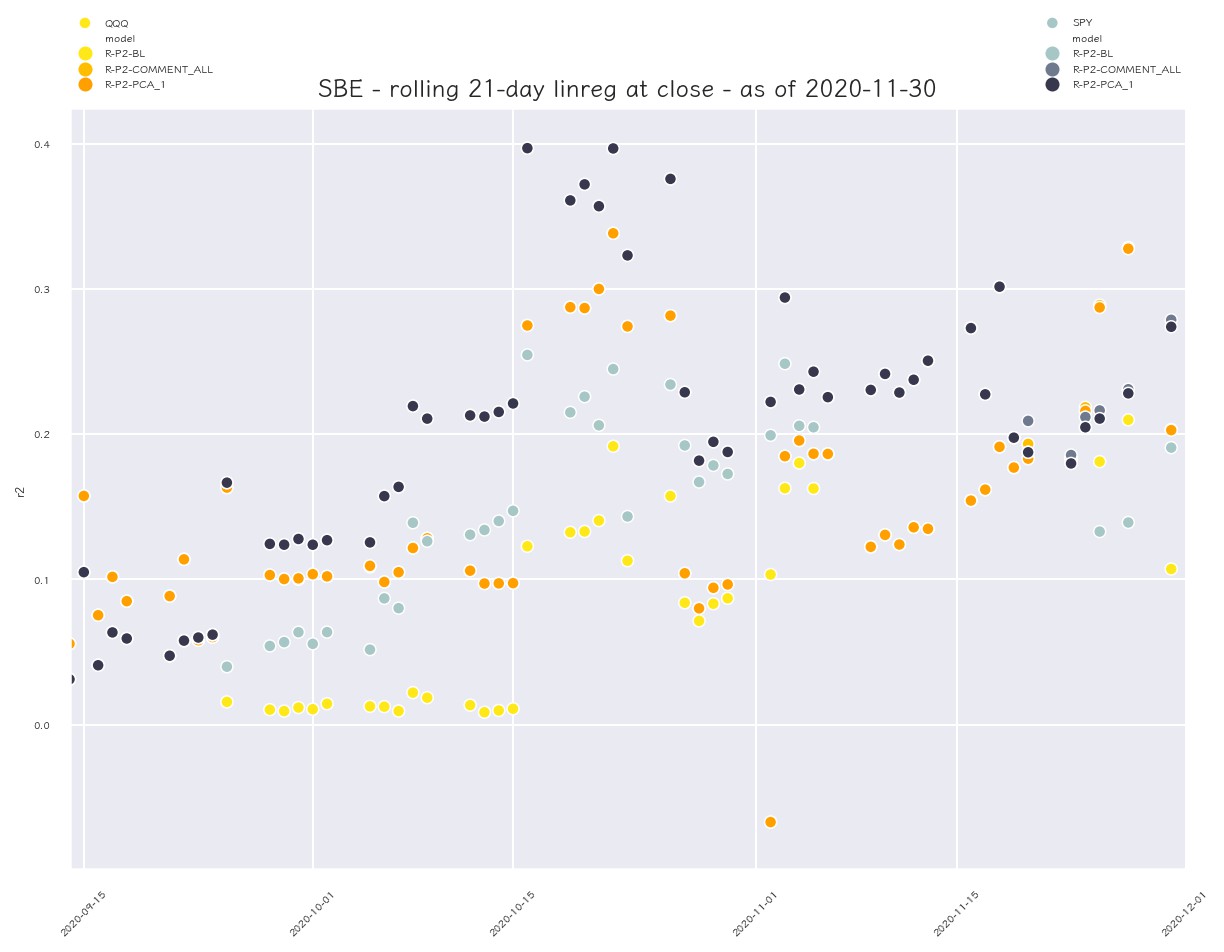 QQQ
model
R-P2-BL
R-P2-COMMENT_ALL
R-P2-PCA_1
SPY
model
R-P2-BL
R-P2-COMMENT_ALL
R-P2-PCA_1
SBE - rolling 21-day linreg at close - as of 2020-11-30
0.4
0.3
0.2
0.1
0.0
r2
2020-09-15
2020-10-01
2020-10-15
2020-11-01
2020-11-15
2020-12-01